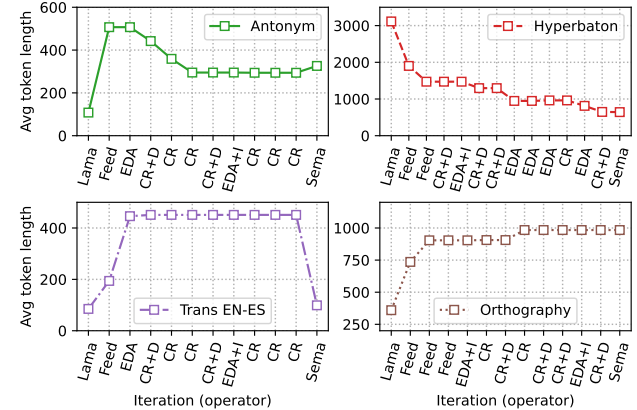 Avg token length
600
400
200
0
Antonym
Lama Feed EDA CR+D CR CR CR+D EDA+I CR CR CR Sema
3000
2000
1000
0
Hyperbaton
Lama Feed Feed CR+D EDA+I CR+D CR+D EDA EDA EDA CR EDA CR+D Sema
Avg token length
400
200
0
Trans EN-ES
Lama Feed EDA CR+D CR CR CR+D EDA+I CR CR CR Sema
Iteration (operator)
1000
750
500
250
Orthography
Lama Feed Feed Feed EDA+I CR CR+D CR CR+D CR+D EDA+I CR+D Sema
Iteration (operator)